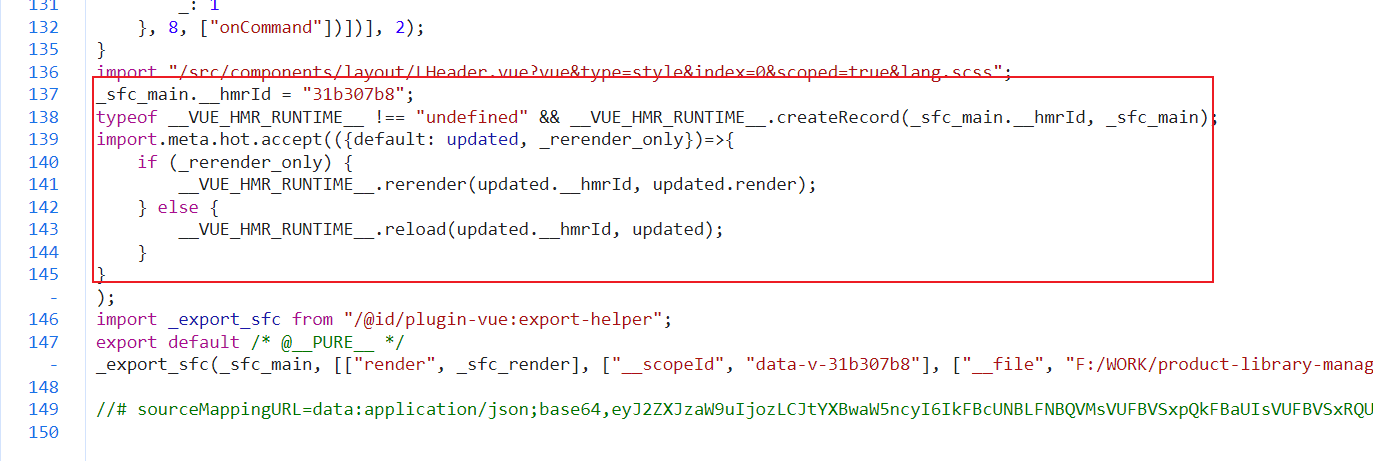 131 _: 1
132 }, 8, ["onCommand"])])], 2);
135 }
136 import "/src/components/layout/LHeader.vue?vue&type=style&index=0&scoped=true&lang.scss";
137 _sfc_main.__hmrId = "31b307b8";
138 typeof __VUE_HMR_RUNTIME__ !== "undefined" && __VUE_HMR_RUNTIME__.createRecord(_sfc_main.__hmrId, _sfc_main);
139 import.meta.hot.accept(({default: updated, _rerender_only})=>{
140 if (_rerender_only) {
141 __VUE_HMR_RUNTIME__.rerender(updated.__hmrId, updated.render);
142 } else {
143 __VUE_HMR_RUNTIME__.reload(updated.__hmrId, updated);
144 }
145 }
- );
146 import _export_sfc from "/@id/plugin-vue:export-helper";
147 export default /* @__PURE__ */
- _export_sfc(_sfc_main, [["render", _sfc_render], ["__scopeId", "data-v-31b307b8"], ["__file", "F:/WORK/product-library-manag
148
149 //# sourceMappingURL=data:application/json;base64,eyJ2ZXJzaW9uIjozLCJtYXBwaW5ncyI6IkFBcUNBLFNBQVMsVUFBVSxpQkFBaUIsVUFBVSxRQU
150